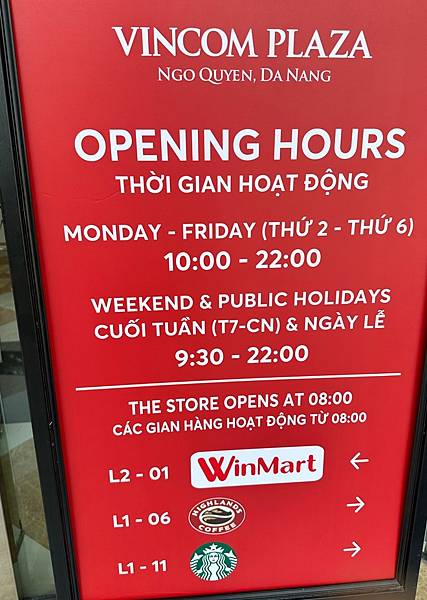 VINCOM PLAZA
NGO QUYEN, DA NANG
OPENING HOURS
THỜI GIAN HOẠT ĐỘNG
MONDAY - FRIDAY (THỨ 2 - THỨ 6)
10:00 - 22:00
WEEKEND & PUBLIC HOLIDAYS
CUỐI TUẦN (T7-CN) & NGÀY LỄ
9:30 - 22:00
THE STORE OPENS AT 08:00
CÁC GIAN HÀNG HOẠT ĐỘNG TỪ 08:00
L2 - 01 WinMart ←
L1 - 06 HIGHLANDS COFFEE →
L1 - 11 →